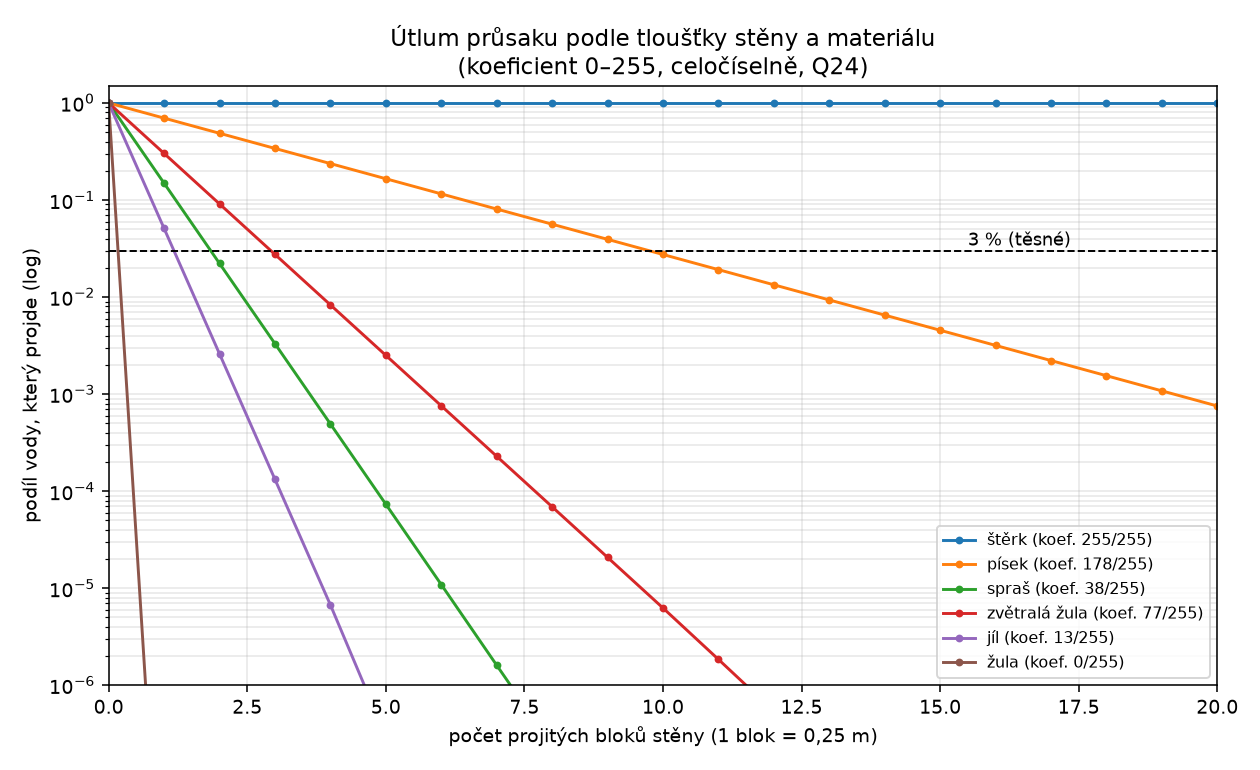 Útlum průsaku podle tloušťky stěny a materiálu
(koeficient 0–255, celočíselně, Q24)
podíl vody, který projde (log)
10⁰
10⁻¹
10⁻²
10⁻³
10⁻⁴
10⁻⁵
10⁻⁶
3 % (těsné)
štěrk (koef. 255/255)
písek (koef. 178/255)
spraš (koef. 38/255)
zvětralá žula (koef. 77/255)
jíl (koef. 13/255)
žula (koef. 0/255)
0.0 2.5 5.0 7.5 10.0 12.5 15.0 17.5 20.0
počet projitých bloků stěny (1 blok = 0,25 m)